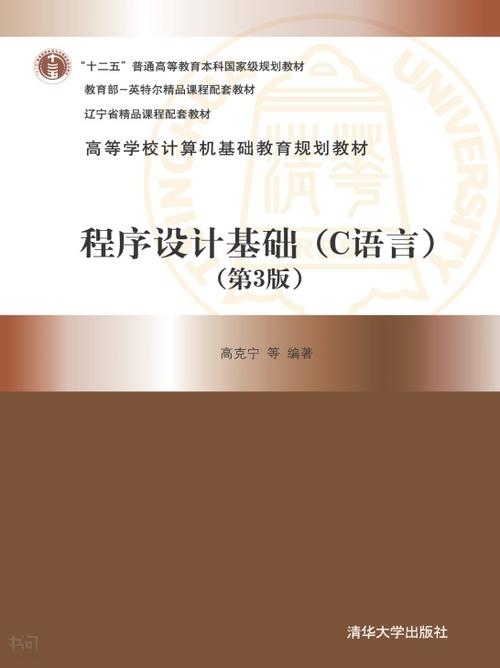 "十二五"普通高等教育本科国家级规划教材
教育部-英特尔精品课程配套教材
辽宁省精品课程配套教材
高等学校计算机基础教育规划教材
程序设计基础（C语言）
（第3版）
高克宁 等 编著
清华大学出版社
书问